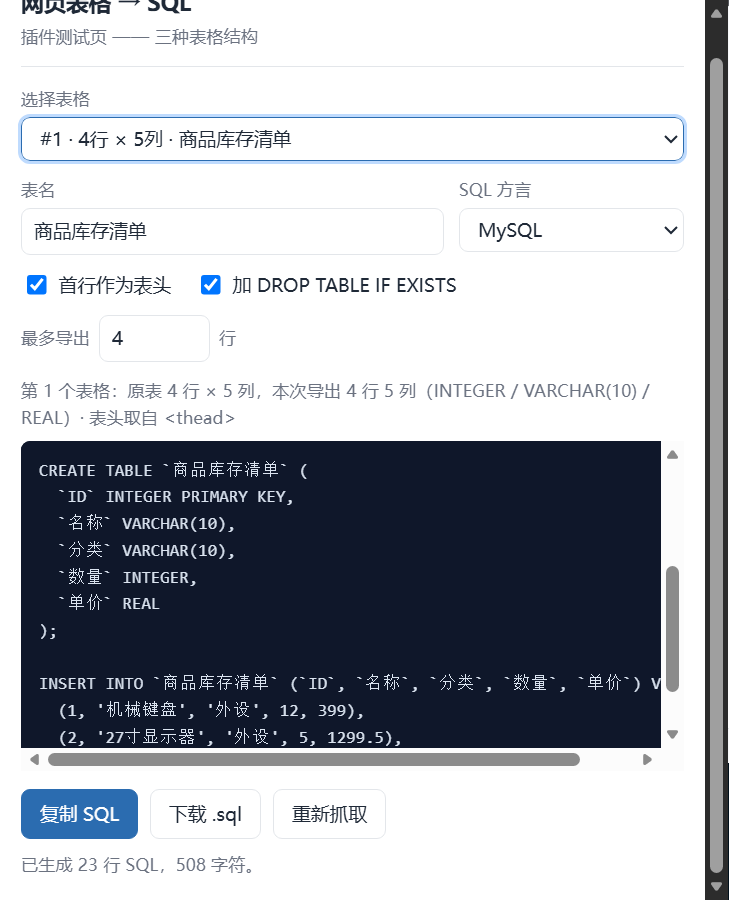 网页表格 → SQL
插件测试页 —— 三种表格结构
选择表格
#1 · 4行 × 5列 · 商品库存清单
表名
SQL 方言
商品库存清单
MySQL
首行作为表头
加 DROP TABLE IF EXISTS
最多导出 4 行
第 1 个表格：原表 4 行 × 5 列，本次导出 4 行 5 列（INTEGER / VARCHAR(10) /
REAL）· 表头取自 <thead>
CREATE TABLE `商品库存清单` (
  `ID` INTEGER PRIMARY KEY,
  `名称` VARCHAR(10),
  `分类` VARCHAR(10),
  `数量` INTEGER,
  `单价` REAL
);
INSERT INTO `商品库存清单` (`ID`, `名称`, `分类`, `数量`, `单价`) V
  (1, '机械键盘', '外设', 12, 399),
  (2, '27寸显示器', '外设', 5, 1299.5),
复制 SQL
下载 .sql
重新抓取
已生成 23 行 SQL，508 字符。